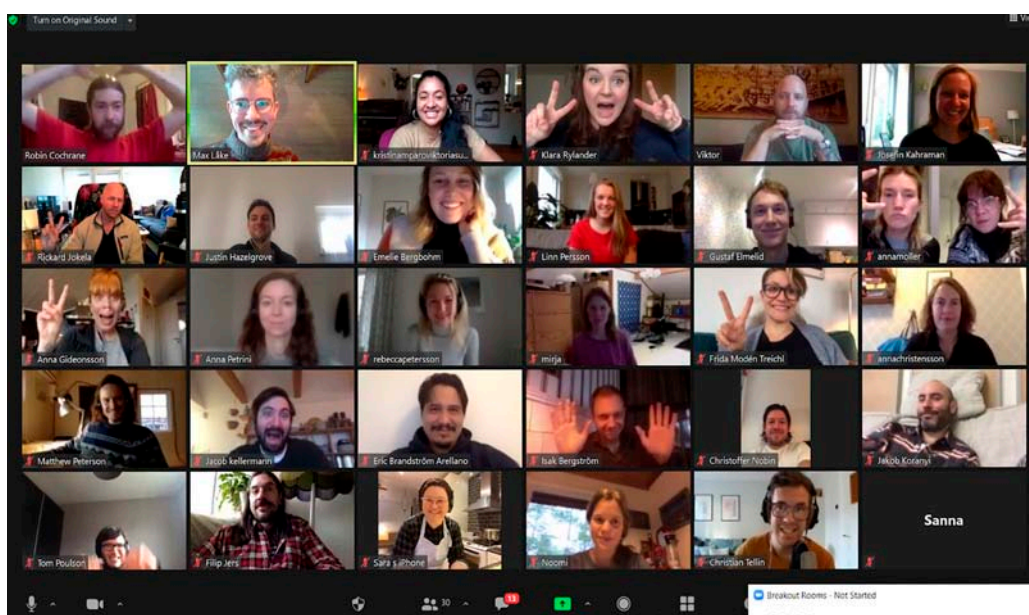 Turn on Original Sound
Robin Cochrane
Max Låke
kristinamparoviktoriasu...
Klara Rylander
Viktor
Josefin Kahraman
Rickard Jokela
Justin Hazelgrove
Emelie Bergbohm
Linn Persson
Gustaf Elmelid
annamoller
Anna Gideonsson
Anna Petrini
rebeccapetersson
mirja
Frida Modén Treichl
annachristensson
Matthew Peterson
Jacob kellermann
Eric Brandström Arellano
Isak Bergström
Christoffer Nobin
Jakob Koranyi
Tom Poulson
Filip Jers
Sara s iPhone
Noomi
Christian Tellin
Sanna
30
13
Breakout Rooms - Not Started